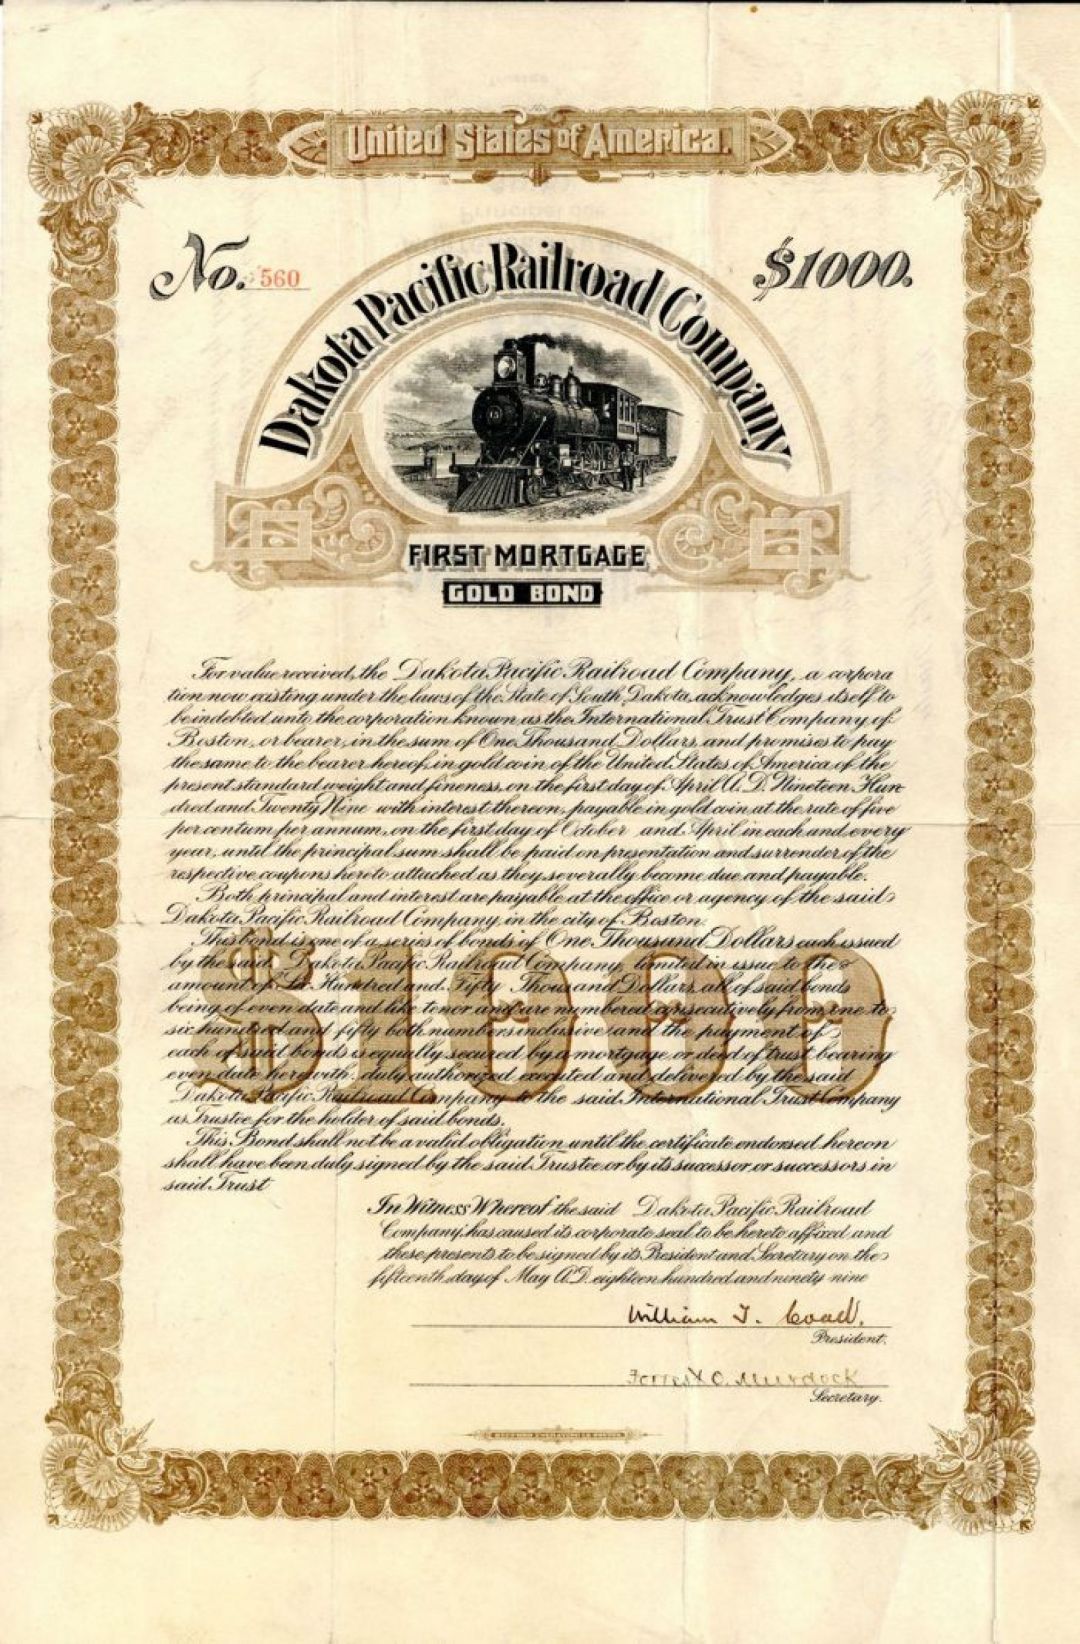 United States of America.
No. 560
$1000.
Dakota Pacific Railroad Company
FIRST MORTGAGE
GOLD BOND
For value received, the Dakota Pacific Railroad Company, a corpora
tion now existing under the laws of the State of South Dakota, acknowledges itself to
be indebted unto the corporation known as the International Trust Company of
Boston, or bearer, in the sum of One Thousand Dollars, and promises to pay
the same to the bearer hereof, in gold coin of the United States of America of the
present standard weight and fineness, on the first day of April A.D. Nineteen Hun
dred and Twenty Nine with interest thereon, payable in gold coin at the rate of five
per centum per annum, on the first day of October and April in each and every
year, until the principal sum shall be paid on presentation and surrender of the
respective coupons hereto attached as they severally become due and payable.
Both principal and interest are payable at the office or agency of the said
Dakota Pacific Railroad Company, in the city of Boston.
This bond is one of a series of bonds of One Thousand Dollars each issued
by the said Dakota Pacific Railroad Company, limited in issue to the
amount of Six Hundred and Fifty Thousand Dollars, all of said bonds
being of even date and like tenor and are numbered consecutively from one to
six hundred and fifty both numbers inclusive and the payment of
each of said bonds is equally secured by a mortgage or deed of trust bearing
even date herewith, duly authorized executed and delivered by the said
Dakota Pacific Railroad Company to the said International Trust Company
as Trustee for the holder of said bonds.
This Bond shall not be a valid obligation until the certificate endorsed hereon
shall have been duly signed by the said Trustee or by its successor or successors in
said Trust
$1000
In Witness Whereof the said Dakota Pacific Railroad
Company, has caused its corporate seal to be hereto affixed and
these presents to be signed by its President and Secretary on the
fifteenth day of May A.D. eighteen hundred and ninety nine
William T. Coad.
President.
Forrest O. Murdock
Secretary.